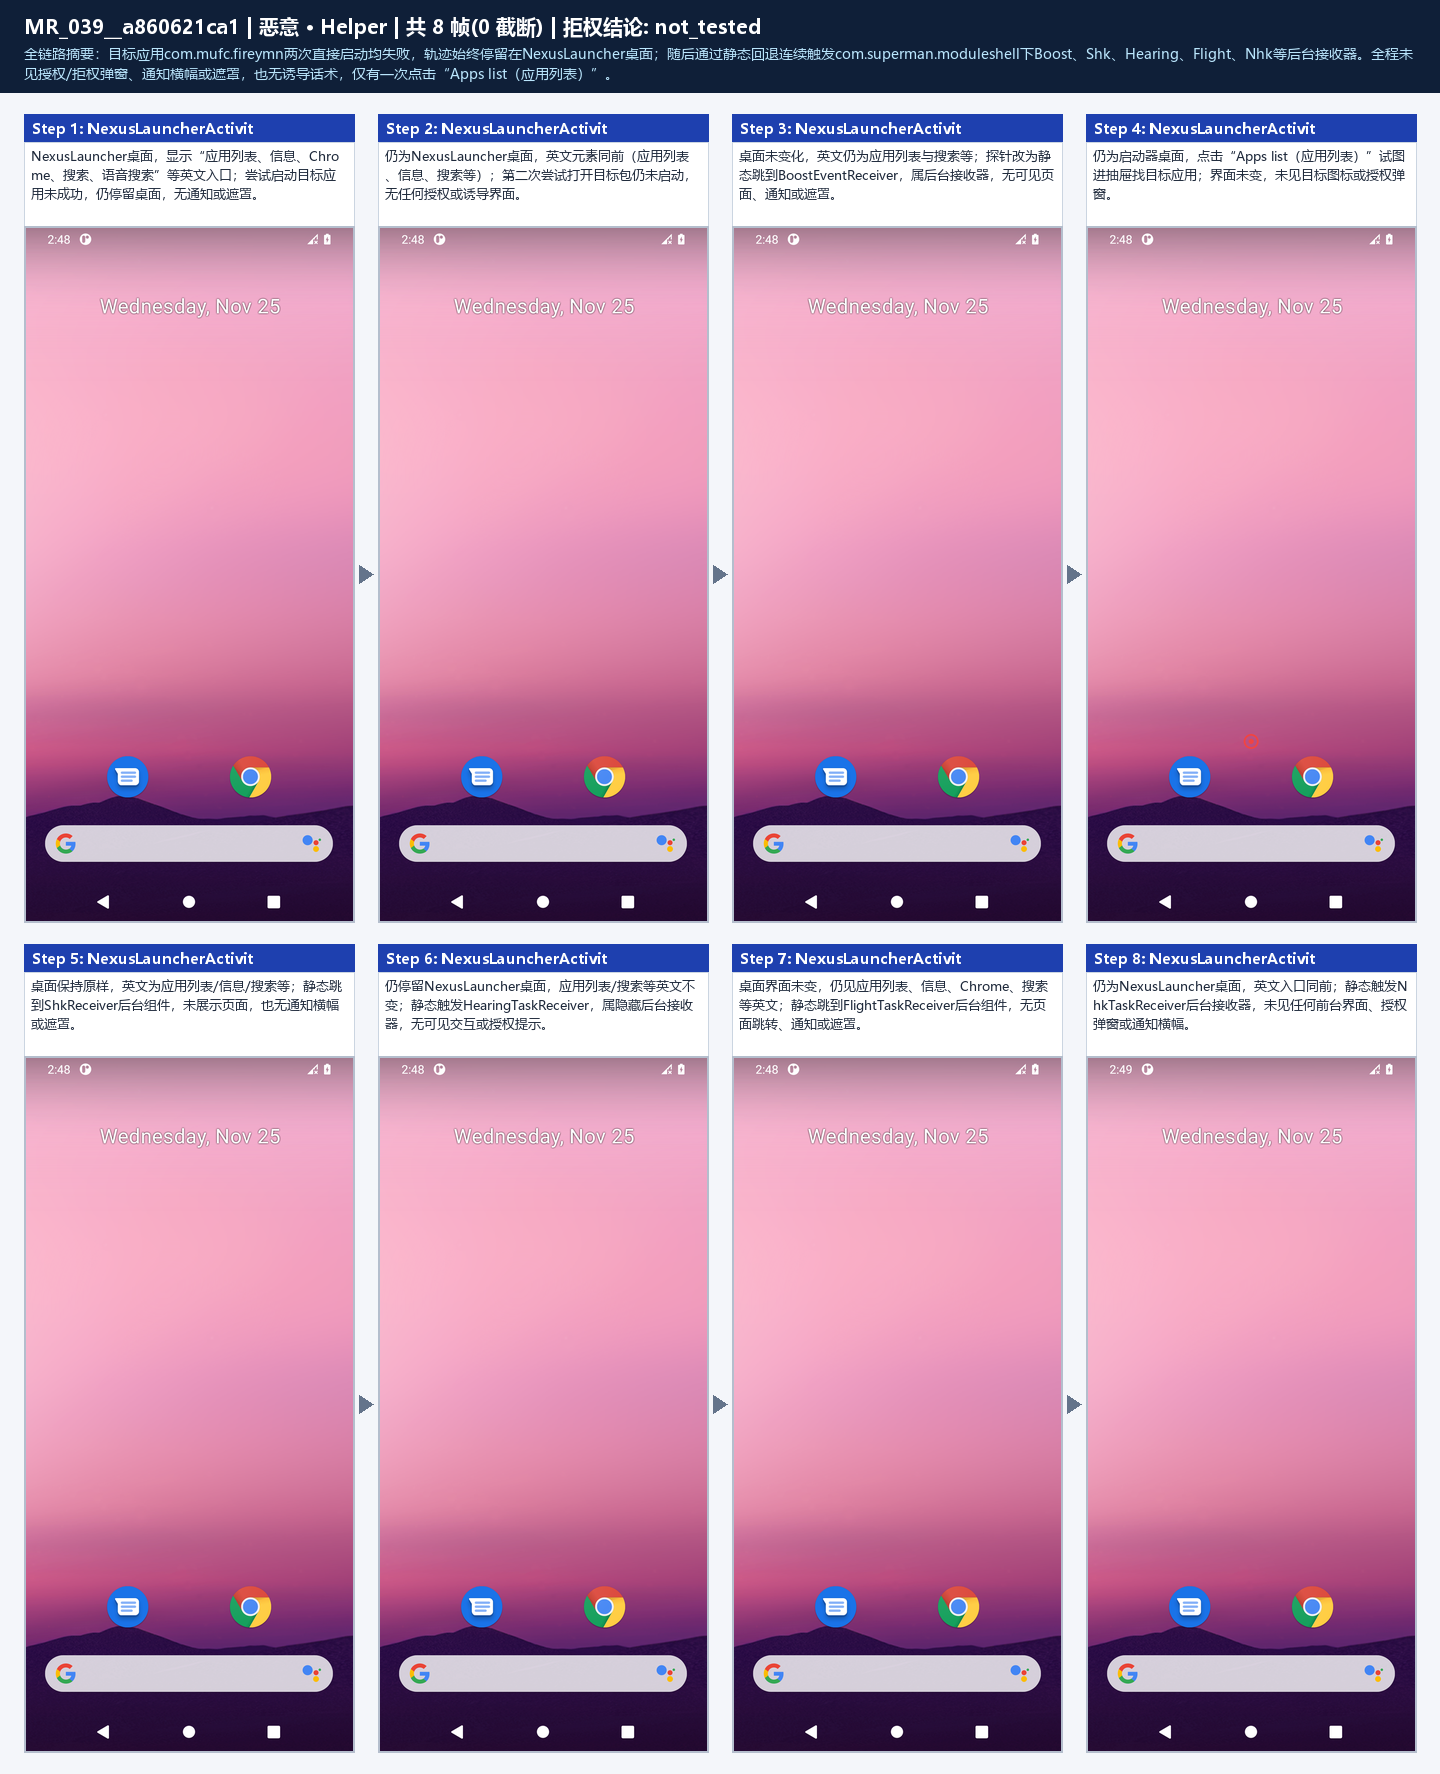 MR_039__a860621ca1 | 恶意 • Helper | 共 8 帧(0 截断) | 拒权结论: not_tested
全链路摘要：目标应用com.mufc.fireymn两次直接启动均失败，轨迹始终停留在NexusLauncher桌面；随后通过静态回退连续触发com.superman.moduleshell下Boost、Shk、Hearing、Flight、Nhk等后台接收器。全程未
见授权/拒权弹窗、通知横幅或遮罩，也无诱导话术，仅有一次点击“Apps list（应用列表）”。
Step 1: NexusLauncherActivit
NexusLauncher桌面，显示“应用列表、信息、Chro
me、搜索、语音搜索”等英文入口；尝试启动目标应
用未成功，仍停留桌面，无通知或遮罩。
2:48
Wednesday, Nov 25
Step 2: NexusLauncherActivit
仍为NexusLauncher桌面，英文元素同前（应用列表
、信息、搜索等）；第二次尝试打开目标包仍未启动，
无任何授权或诱导界面。
2:48
Wednesday, Nov 25
Step 3: NexusLauncherActivit
桌面未变化，英文仍为应用列表与搜索等；探针改为静
态跳到BoostEventReceiver，属后台接收器，无可见页
面、通知或遮罩。
2:48
Wednesday, Nov 25
Step 4: NexusLauncherActivit
仍为启动器桌面，点击“Apps list（应用列表）”试图
进抽屉找目标应用；界面未变，未见目标图标或授权弹
窗。
2:48
Wednesday, Nov 25
Step 5: NexusLauncherActivit
桌面保持原样，英文为应用列表/信息/搜索等；静态跳
到ShkReceiver后台组件，未展示页面，也无通知横幅
或遮罩。
2:48
Wednesday, Nov 25
Step 6: NexusLauncherActivit
仍停留NexusLauncher桌面，应用列表/搜索等英文不
变；静态触发HearingTaskReceiver，属隐藏后台接收
器，无可见交互或授权提示。
2:48
Wednesday, Nov 25
Step 7: NexusLauncherActivit
桌面界面未变，仍见应用列表、信息、Chrome、搜索
等英文；静态跳到FlightTaskReceiver后台组件，无页
面跳转、通知或遮罩。
2:48
Wednesday, Nov 25
Step 8: NexusLauncherActivit
仍为NexusLauncher桌面，英文入口同前；静态触发N
hkTaskReceiver后台接收器，未见任何前台界面、授权
弹窗或通知横幅。
2:49
Wednesday, Nov 25